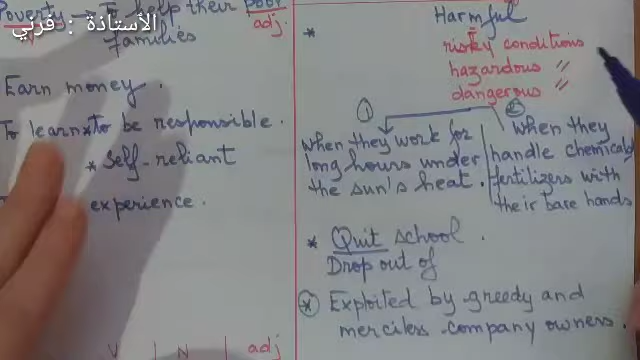 Poverty → To help their poor
adj.
families
الأستاذة : فرني
Earn money.
To learn * To be responsible.
* Self-reliant
experience.
V | N | adj
Harmful
*
risky conditions
hazardous "
dangerous "
① ②
when they work for
long hours under
the sun's heat.
when they
handle chemical
fertilizers with
their bare hands
* Quit school.
Drop out of
* Exploited by greedy and
merciless company owners.